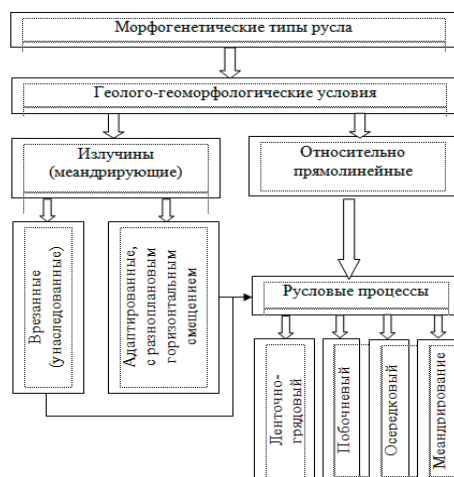 Морфогенетические типы русла
Геолого-геоморфологические условия
Излучины
(меандрирующие)
Относительно
прямолинейные
Врезанные
(унаследованные)
Адаптированные,
с разноплановым
горизонтальным
смещением
Русловые процессы
Ленточно-
грядовый
Побочневый
Осередковый
Меандрирование